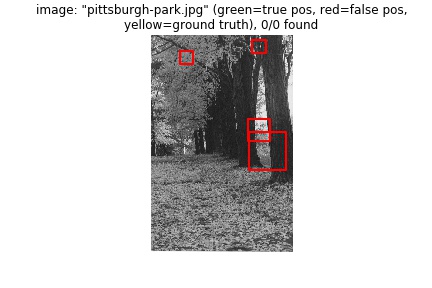 image: "pittsburgh-park.jpg" (green=true pos, red=false pos,
yellow=ground truth), 0/0 found